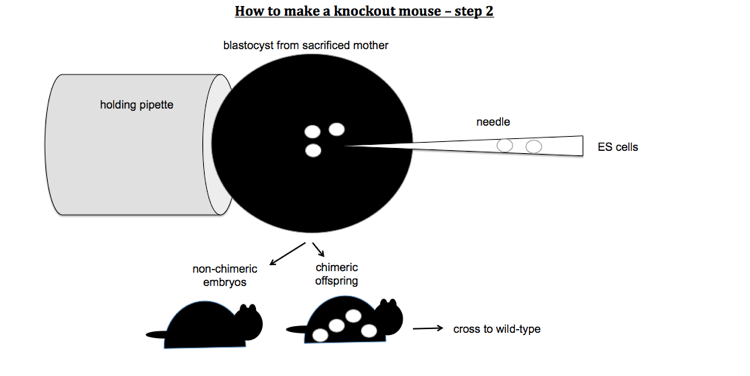 How to make a knockout mouse – step 2
blastocyst from sacrificed mother
holding pipette
needle
ES cells
non-chimeric
embryos
chimeric
offspring
cross to wild-type